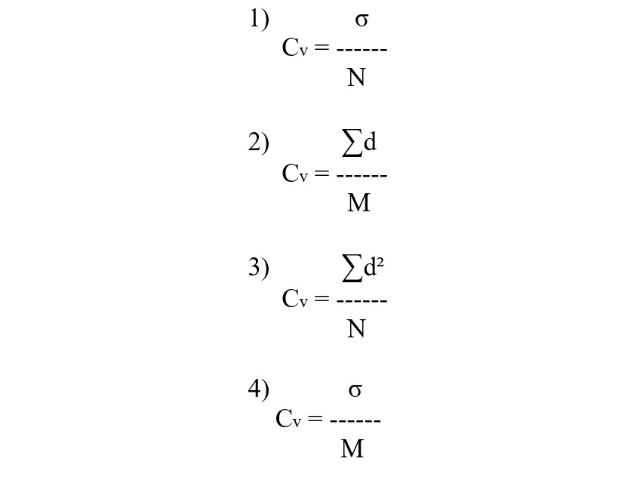 1) σ
Cv = ------
N
2) ∑d
Cv = ------
M
3) ∑d²
Cv = ------
N
4) σ
Cv = ------
M